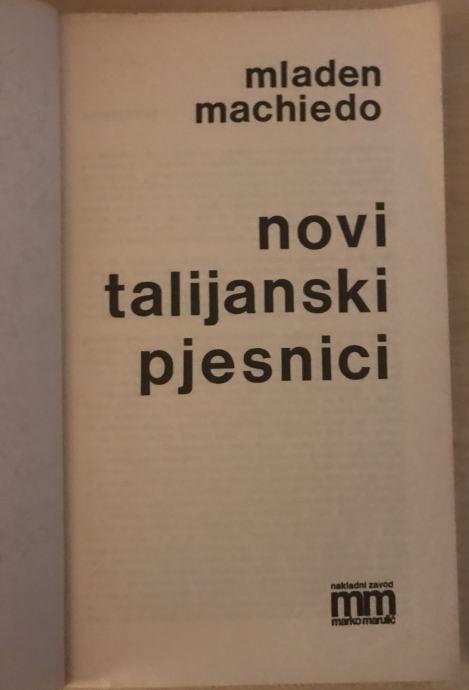 mladen
machiedo
novi
talijanski
pjesnici
nakladni zavod
mm
marko marulić